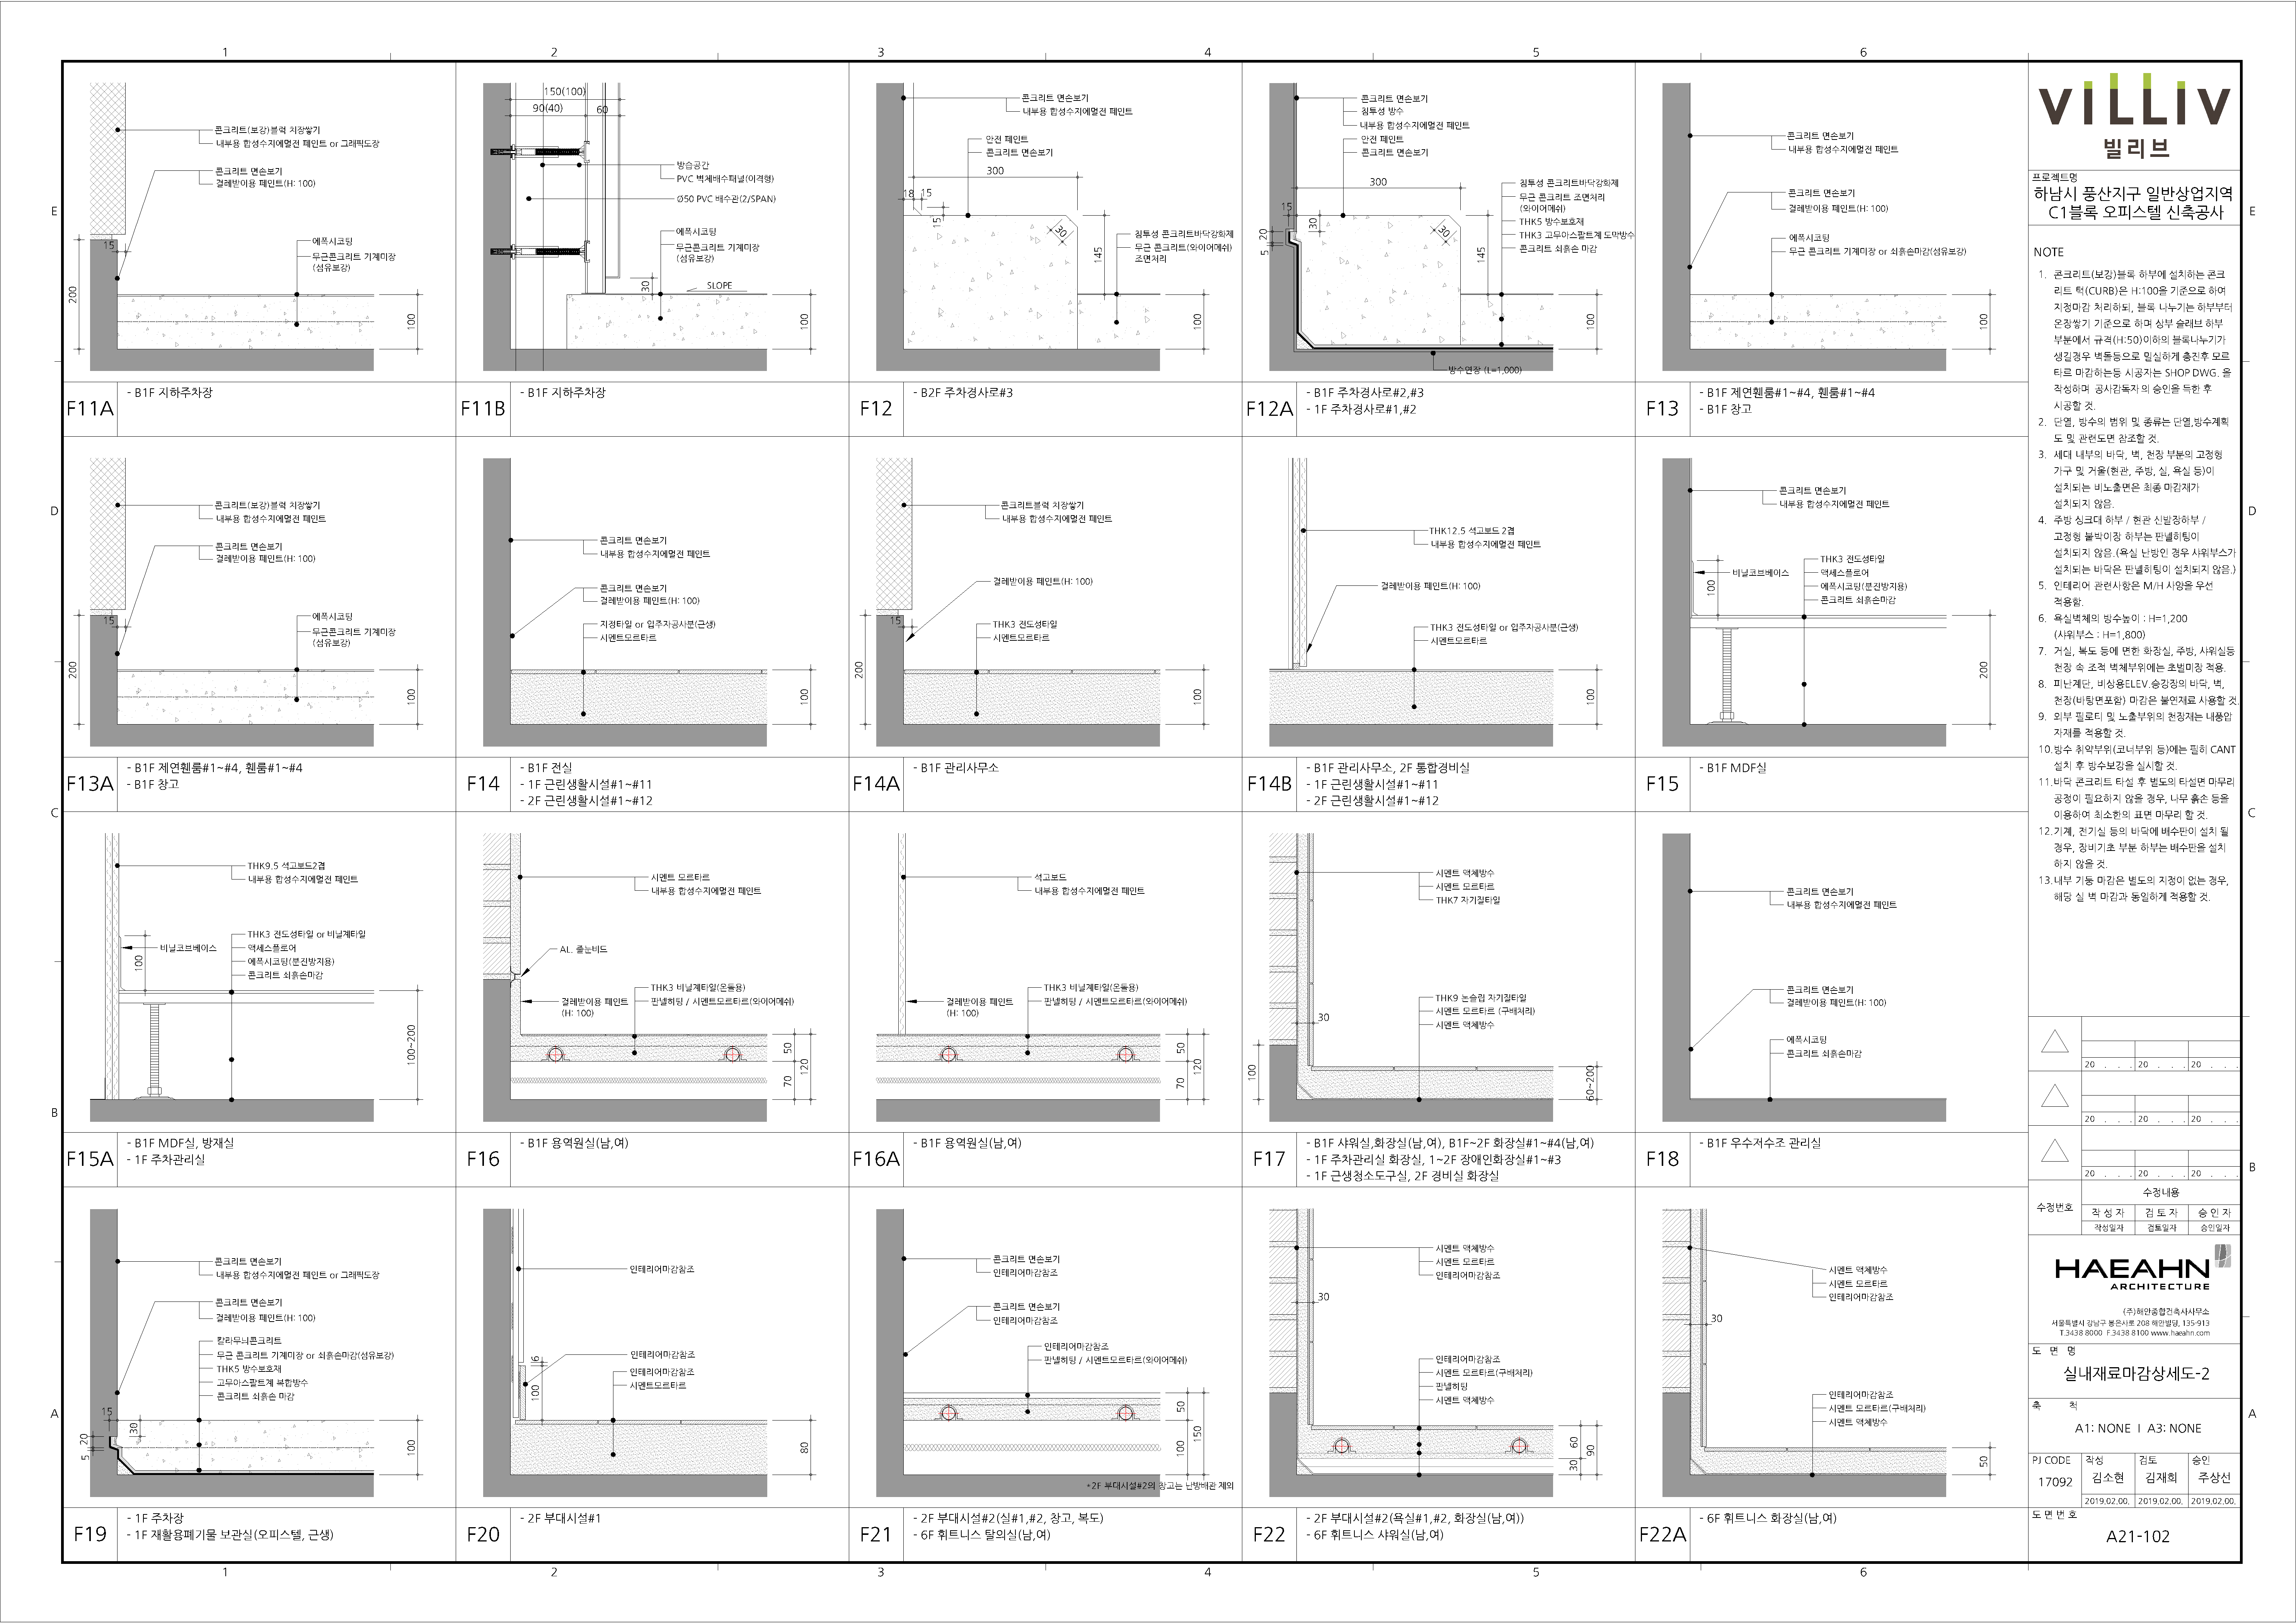 1 2 3 4 5 6
E
D
C
B
A
콘크리트(보강)블럭 치장쌓기
내부용 합성수지에멀전 페인트 or 그래픽도장
콘크리트 면손보기
걸레받이용 페인트(H: 100)
15
에폭시코팅
무근콘크리트 기계미장
(섬유보강)
200
100
F11A
- B1F 지하주차장
150(100)
90(40)
60
방습공간
PVC 벽체배수패널(이격형)
Ø50 PVC 배수관(2/SPAN)
에폭시코팅
무근콘크리트 기계미장
(섬유보강)
30
SLOPE
100
F11B
- B1F 지하주차장
콘크리트 면손보기
내부용 합성수지에멀전 페인트
안전 페인트
콘크리트 면손보기
300
18
15
15
30
145
침투성 콘크리트바닥강화제
무근 콘크리트(와이어메쉬)
조면처리
100
F12
- B2F 주차경사로#3
콘크리트 면손보기
침투성 방수
내부용 합성수지에멀전 페인트
안전 페인트
콘크리트 면손보기
300
15
30
20
5
30
145
침투성 콘크리트바닥강화제
무근 콘크리트 조면처리
(와이어메쉬)
THK5 방수보호재
THK3 고무아스팔트계 도막방수
콘크리트 쇠흙손 마감
100
방수연장 (L=1,000)
F12A
- B1F 주차경사로#2,#3
- 1F 주차경사로#1,#2
콘크리트 면손보기
내부용 합성수지에멀전 페인트
콘크리트 면손보기
걸레받이용 페인트(H: 100)
에폭시코팅
무근 콘크리트 기계미장 or 쇠흙손마감(섬유보강)
100
F13
- B1F 제연휀룸#1~#4, 휀룸#1~#4
- B1F 창고
콘크리트(보강)블럭 치장쌓기
내부용 합성수지에멀전 페인트
콘크리트 면손보기
걸레받이용 페인트(H: 100)
15
에폭시코팅
무근콘크리트 기계미장
(섬유보강)
200
100
F13A
- B1F 제연휀룸#1~#4, 휀룸#1~#4
- B1F 창고
콘크리트 면손보기
내부용 합성수지에멀전 페인트
콘크리트 면손보기
걸레받이용 페인트(H: 100)
지정타일 or 입주자공사분(근생)
시멘트모르타르
100
F14
- B1F 전실
- 1F 근린생활시설#1~#11
- 2F 근린생활시설#1~#12
콘크리트블럭 치장쌓기
내부용 합성수지에멀전 페인트
걸레받이용 페인트(H: 100)
15
THK3 전도성타일
시멘트모르타르
200
100
F14A
- B1F 관리사무소
THK12.5 석고보드 2겹
내부용 합성수지에멀전 페인트
걸레받이용 페인트(H: 100)
THK3 전도성타일 or 입주자공사분(근생)
시멘트모르타르
100
F14B
- B1F 관리사무소, 2F 통합경비실
- 1F 근린생활시설#1~#11
- 2F 근린생활시설#1~#12
콘크리트 면손보기
내부용 합성수지에멀전 페인트
비닐코브베이스
100
THK3 전도성타일
액세스플로어
에폭시코팅(분진방지용)
콘크리트 쇠흙손마감
200
F15
- B1F MDF실
THK9.5 석고보드2겹
내부용 합성수지에멀전 페인트
비닐코브베이스
100
THK3 전도성타일 or 비닐계타일
액세스플로어
에폭시코팅(분진방지용)
콘크리트 쇠흙손마감
100~200
F15A
- B1F MDF실, 방재실
- 1F 주차관리실
시멘트 모르타르
내부용 합성수지에멀전 페인트
AL. 줄눈비드
걸레받이용 페인트
(H: 100)
THK3 비닐계타일(온돌용)
판넬히팅 / 시멘트모르타르(와이어메쉬)
50
70
120
F16
- B1F 용역원실(남,여)
석고보드
내부용 합성수지에멀전 페인트
걸레받이용 페인트
(H: 100)
THK3 비닐계타일(온돌용)
판넬히팅 / 시멘트모르타르(와이어메쉬)
50
70
120
F16A
- B1F 용역원실(남,여)
시멘트 액체방수
시멘트 모르타르
THK7 자기질타일
30
100
THK9 논슬립 자기질타일
시멘트 모르타르 (구배처리)
시멘트 액체방수
60~200
F17
- B1F 샤워실,화장실(남,여), B1F~2F 화장실#1~#4(남,여)
- 1F 주차관리실 화장실, 1~2F 장애인화장실#1~#3
- 1F 근생청소도구실, 2F 경비실 화장실
콘크리트 면손보기
내부용 합성수지에멀전 페인트
콘크리트 면손보기
걸레받이용 페인트(H: 100)
에폭시코팅
콘크리트 쇠흙손마감
F18
- B1F 우수저수조 관리실
콘크리트 면손보기
내부용 합성수지에멀전 페인트 or 그래픽도장
콘크리트 면손보기
걸레받이용 페인트(H: 100)
칼라무늬콘크리트
무근 콘크리트 기계미장 or 쇠흙손마감(섬유보강)
THK5 방수보호재
고무아스팔트계 복합방수
콘크리트 쇠흙손 마감
15
30
20
5
100
F19
- 1F 주차장
- 1F 재활용폐기물 보관실(오피스텔, 근생)
인테리어마감참조
인테리어마감참조
6
100
인테리어마감참조
시멘트모르타르
80
F20
- 2F 부대시설#1
콘크리트 면손보기
인테리어마감참조
콘크리트 면손보기
인테리어마감참조
인테리어마감참조
판넬히팅 / 시멘트모르타르(와이어메쉬)
50
100
150
*2F 부대시설#2의 창고는 난방배관 제외
F21
- 2F 부대시설#2(실#1,#2, 창고, 복도)
- 6F 휘트니스 탈의실(남,여)
시멘트 액체방수
시멘트 모르타르
인테리어마감참조
30
인테리어마감참조
시멘트 모르타르(구배처리)
판넬히팅
시멘트 액체방수
60
30
90
F22
- 2F 부대시설#2(욕실#1,#2, 화장실(남,여))
- 6F 휘트니스 샤워실(남,여)
시멘트 액체방수
시멘트 모르타르
인테리어마감참조
30
인테리어마감참조
시멘트 모르타르(구배처리)
시멘트 액체방수
50
F22A
- 6F 휘트니스 화장실(남,여)
VILLIV
빌리브
프로젝트명
하남시 풍산지구 일반상업지역
C1블록 오피스텔 신축공사
NOTE
1. 콘크리트(보강)블록 하부에 설치하는 콘크
리트 턱(CURB)은 H:100을 기준으로 하여
지정마감 처리하되, 블록 나누기는 하부부터
온장쌓기 기준으로 하며 상부 슬래브 하부
부분에서 규격(H:50)이하의 블록나누기가
생길경우 벽돌등으로 밀실하게 충진후 모르
타르 마감하는등 시공자는 SHOP DWG. 을
작성하며 공사감독자의 승인을 득한 후
시공할 것.
2. 단열, 방수의 범위 및 종류는 단열,방수계획
도 및 관련도면 참조할 것.
3. 세대 내부의 바닥, 벽, 천장 부분의 고정형
가구 및 거울(현관, 주방, 실, 욕실 등)이
설치되는 비노출면은 최종 마감재가
설치되지 않음.
4. 주방 싱크대 하부 / 현관 신발장하부 /
고정형 붙박이장 하부는 판넬히팅이
설치되지 않음.(욕실 난방인 경우 샤워부스가
설치되는 바닥은 판넬히팅이 설치되지 않음.)
5. 인테리어 관련사항은 M/H 사양을 우선
적용함.
6. 욕실벽체의 방수높이 : H=1,200
(샤워부스 : H=1,800)
7. 거실, 복도 등에 면한 화장실, 주방, 샤워실등
천장 속 조적 벽체부위에는 초벌미장 적용.
8. 피난계단, 비상용ELEV.승강장의 바닥, 벽,
천장(바탕면포함) 마감은 불연재료 사용할 것.
9. 외부 필로티 및 노출부위의 천장재는 내풍압
자재를 적용할 것.
10.방수 취약부위(코너부위 등)에는 필히 CANT
설치 후 방수보강을 실시할 것.
11.바닥 콘크리트 타설 후 별도의 타설면 마무리
공정이 필요하지 않을 경우, 나무 흙손 등을
이용하여 최소한의 표면 마무리 할 것.
12.기계, 전기실 등의 바닥에 배수판이 설치 될
경우, 장비기초 부분 하부는 배수판을 설치
하지 않을 것.
13.내부 기둥 마감은 별도의 지정이 없는 경우,
해당 실 벽 마감과 동일하게 적용할 것.
20 . . . 20 . . . 20 . . .
20 . . . 20 . . . 20 . . .
20 . . . 20 . . . 20 . . .
수정번호
수정내용
작 성 자 검 토 자 승 인 자
작성일자 검토일자 승인일자
HAEAHN
ARCHITECTURE
(주)해안종합건축사사무소
서울특별시 강남구 봉은사로 208 해안빌딩, 135-913
T.3438 8000 F.3438 8100 www.haeahn.com
도 면 명
실내재료마감상세도-2
축 척
A1: NONE I A3: NONE
PJ CODE 작성 검토 승인
17092 김소현 김재희 주상선
2019.02.00. 2019.02.00. 2019.02.00.
도면번호
A21-102
E
D
C
B
A
1 2 3 4 5 6